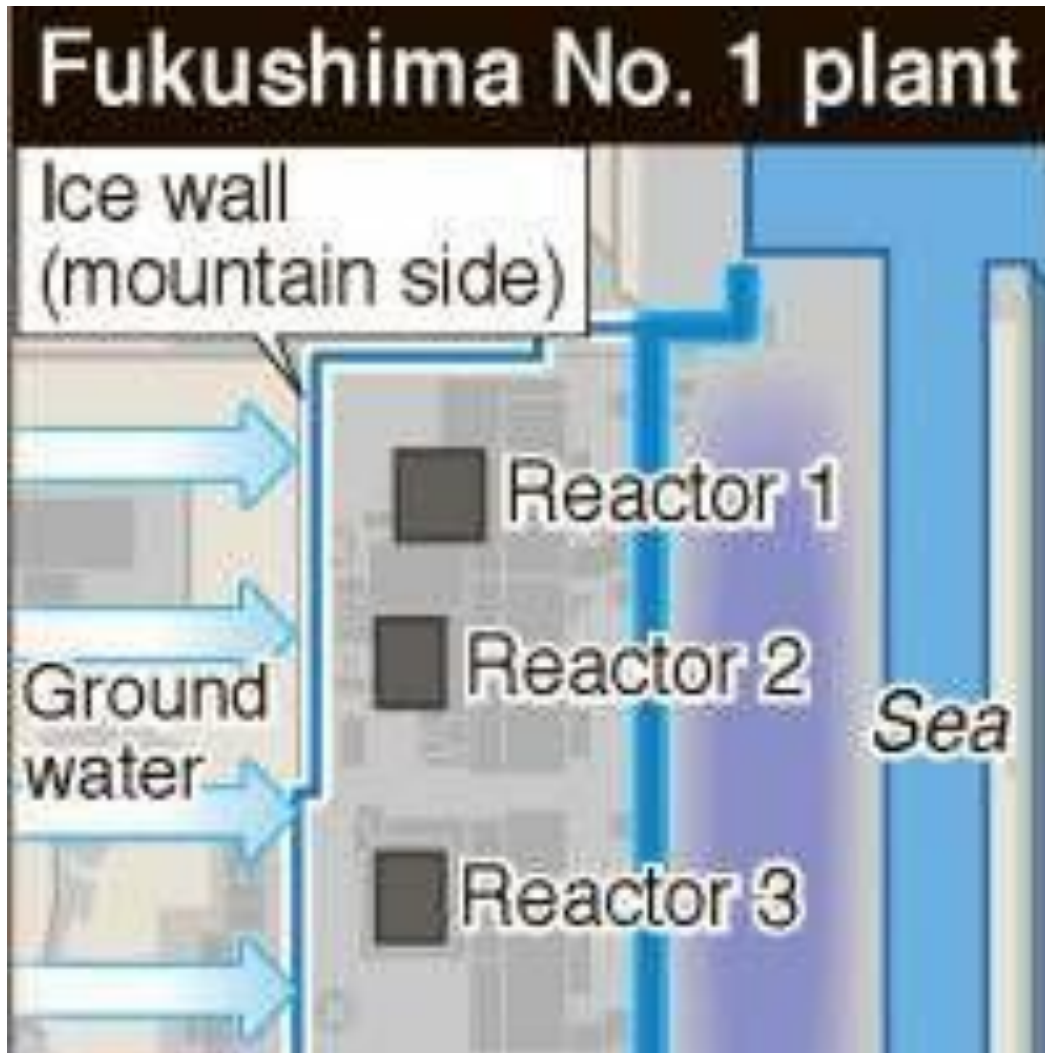 Fukushima No. 1 plant
Ice wall
(mountain side)
Reactor 1
Reactor 2
Ground
water
Sea
Reactor 3